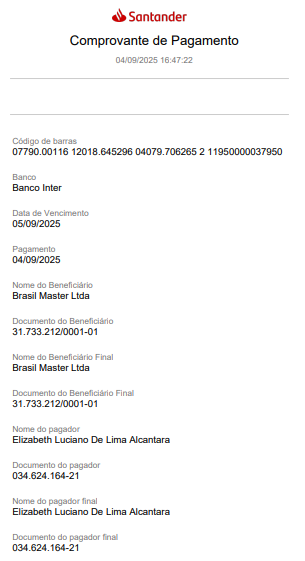 Santander
Comprovante de Pagamento
04/09/2025 16:47:22
Código de barras
07790.00116 12018.645296 04079.706265 2 11950000037950
Banco
Banco Inter
Data de Vencimento
05/09/2025
Pagamento
04/09/2025
Nome do Beneficiário
Brasil Master Ltda
Documento do Beneficiário
31.733.212/0001-01
Nome do Beneficiário Final
Brasil Master Ltda
Documento do Beneficiário Final
31.733.212/0001-01
Nome do pagador
Elizabeth Luciano De Lima Alcantara
Documento do pagador
034.624.164-21
Nome do pagador final
Elizabeth Luciano De Lima Alcantara
Documento do pagador final
034.624.164-21